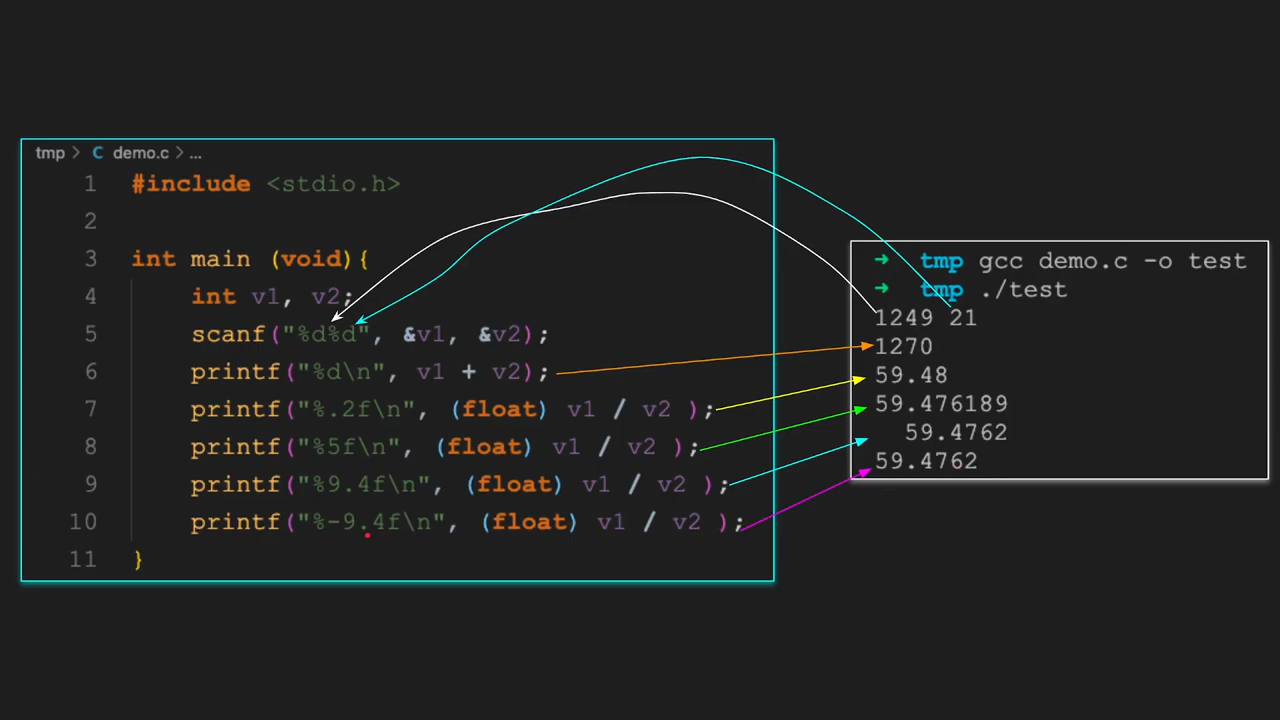 tmp > C demo.c > ...
1 #include <stdio.h>
2
3 int main (void){
4 int v1, v2;
5 scanf("%d%d", &v1, &v2);
6 printf("%d\n", v1 + v2);
7 printf("%.2f\n", (float) v1 / v2 );
8 printf("%5f\n", (float) v1 / v2 );
9 printf("%9.4f\n", (float) v1 / v2 );
10 printf("%-9.4f\n", (float) v1 / v2 );
11 }
➜ tmp gcc demo.c -o test
➜ tmp ./test
1249 21
1270
59.48
59.476189
  59.4762
59.4762